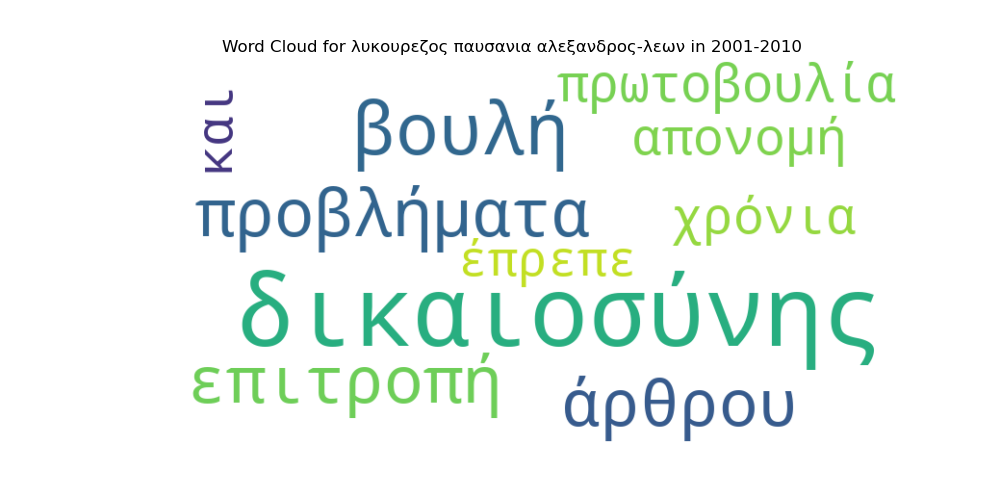 Word Cloud for λυκουρεζος παυσανια αλεξανδρος-λεων in 2001-2010
πρωτοβουλία
και
βουλή
απονομή
προβλήματα
χρόνια
έπρεπε
δικαιοσύνης
επιτροπή
άρθρου